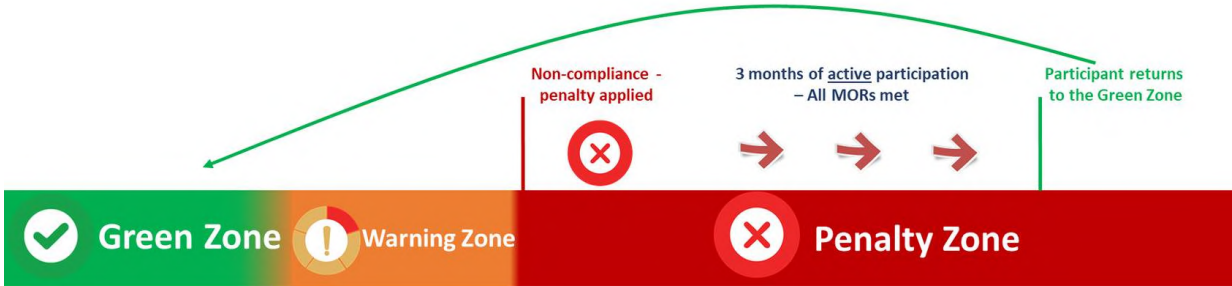 Non-compliance -
penalty applied
3 months of active participation
– All MORs met
Participant returns
to the Green Zone
Green Zone
Warning Zone
Penalty Zone